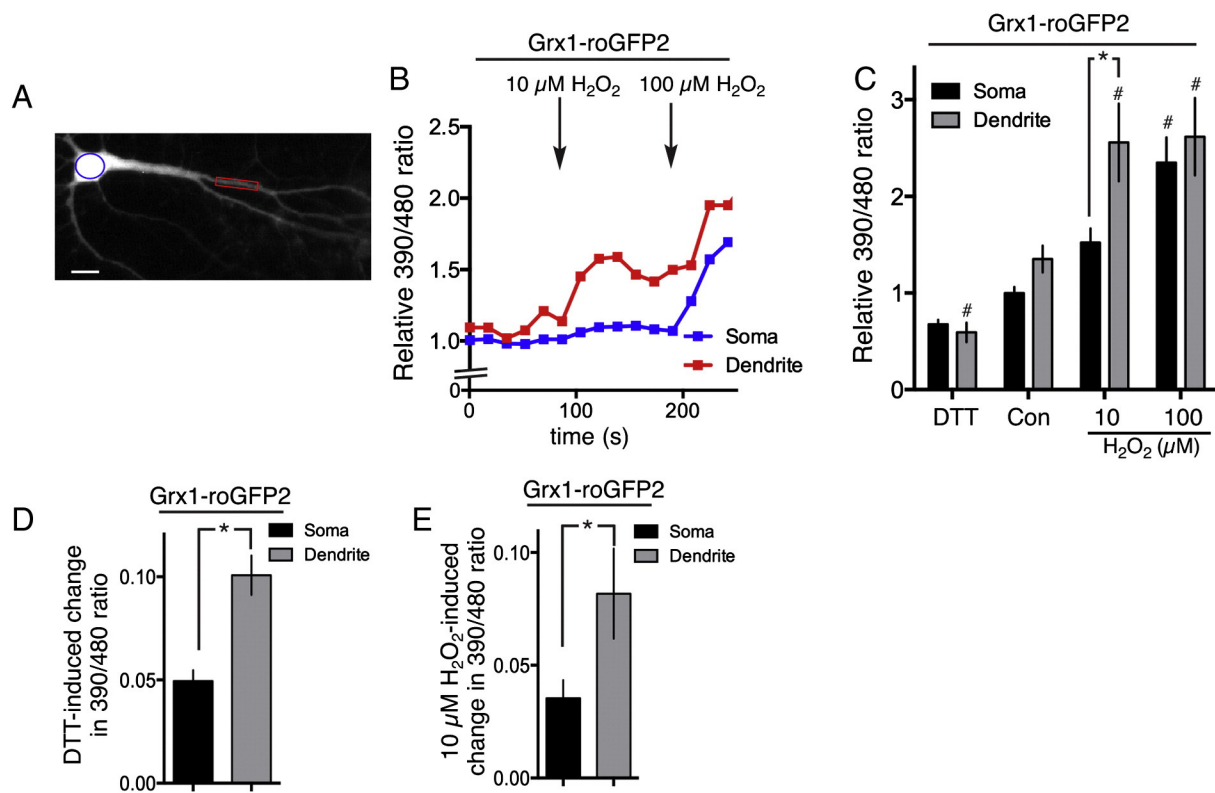 A
Grx1-roGFP2
B
10 µM H₂O₂
100 µM H₂O₂
Relative 390/480 ratio
2.5
2.0
1.5
1.0
0
0
100
200
time (s)
Soma
Dendrite
Grx1-roGFP2
C
Soma
Dendrite
*
#
#
#
#
Relative 390/480 ratio
3
2
1
0
DTT
Con
10
100
H₂O₂ (µM)
D
Grx1-roGFP2
*
Soma
Dendrite
DTT-induced change
in 390/480
ratio
0.10
0.05
0.00
E
Grx1-roGFP2
*
Soma
Dendrite
10 µM H₂O₂-induced
change in 390/480
ratio
0.10
0.05
0.00